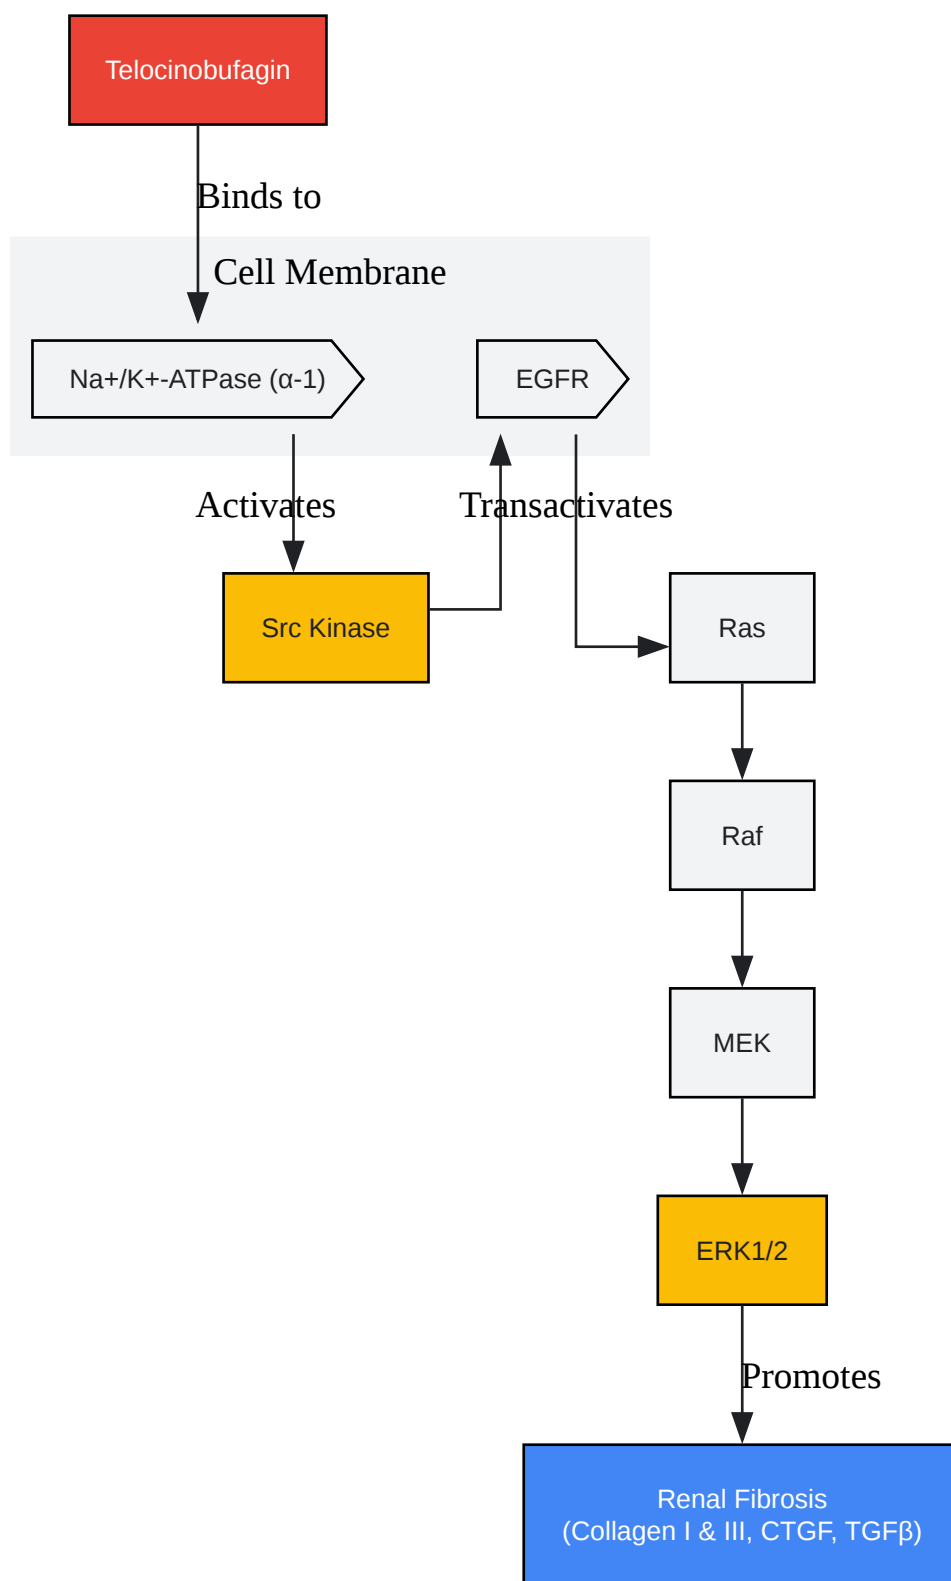 Telocinobufagin
Binds to
Cell Membrane
Na+/K+-ATPase (α-1)
EGFR
Activates
Transactivates
Src Kinase
Ras
Raf
MEK
ERK1/2
Promotes
Renal Fibrosis
(Collagen I & III, CTGF, TGFβ)